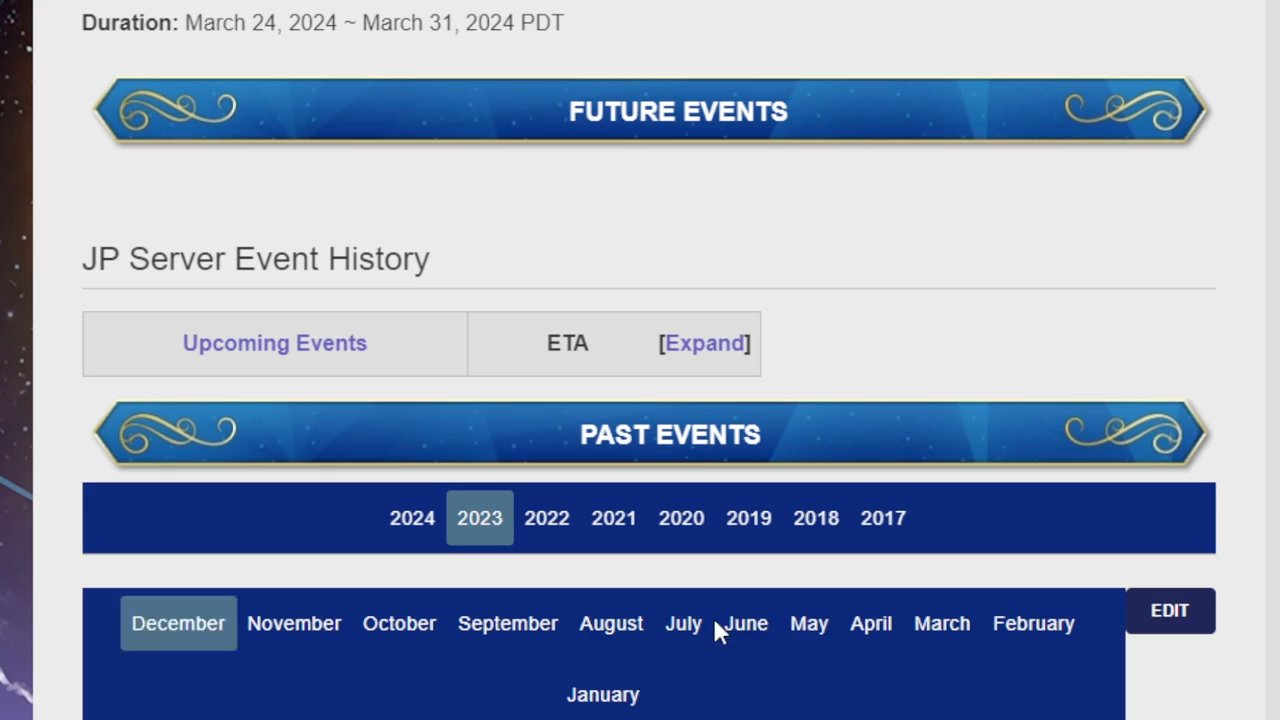 Duration: March 24, 2024 ~ March 31, 2024 PDT
FUTURE EVENTS
JP Server Event History
Upcoming Events ETA [Expand]
PAST EVENTS
2024 2023 2022 2021 2020 2019 2018 2017
December November October September August July June May April March February EDIT
January